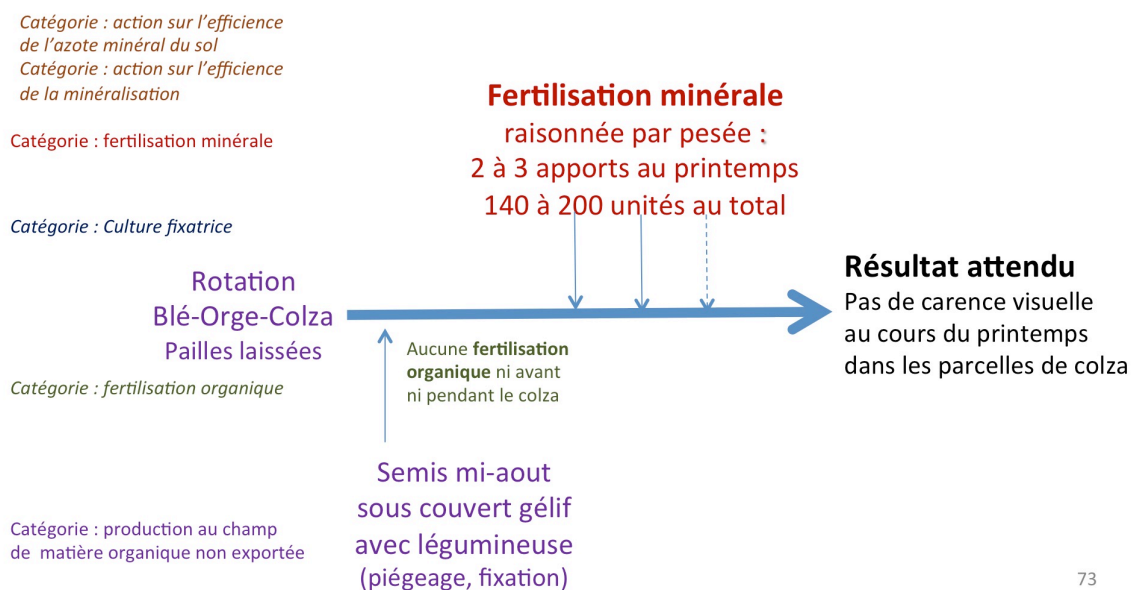 Catégorie : action sur l’efficience
de l’azote minéral du sol
Catégorie : action sur l’efficience
de la minéralisation
Fertilisation minérale
raisonnée par pesée :
2 à 3 apports au printemps
140 à 200 unités au total
Catégorie : fertilisation minérale
Catégorie : Culture fixatrice
Rotation
Blé-Orge-Colza
Pailles laissées
Résultat attendu
Pas de carence visuelle
au cours du printemps
dans les parcelles de colza
Aucune fertilisation
organique ni avant
ni pendant le colza
Catégorie : fertilisation organique
Semis mi-aout
sous couvert gélif
avec légumineuse
(piégeage, fixation)
Catégorie : production au champ
de matière organique non exportée
73